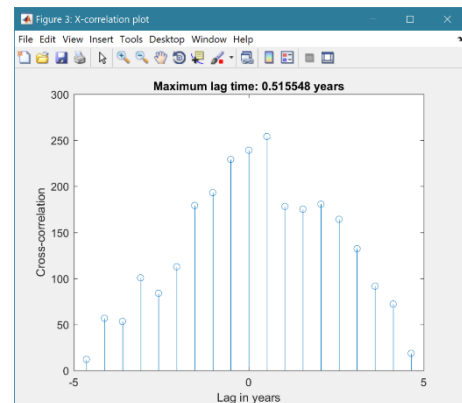 Figure 3: X-correlation plot
File Edit View Insert Tools Desktop Window Help
Maximum lag time: 0.515548 years
300
250
200
150
100
50
0
Cross-correlation
-5 0 5
Lag in years